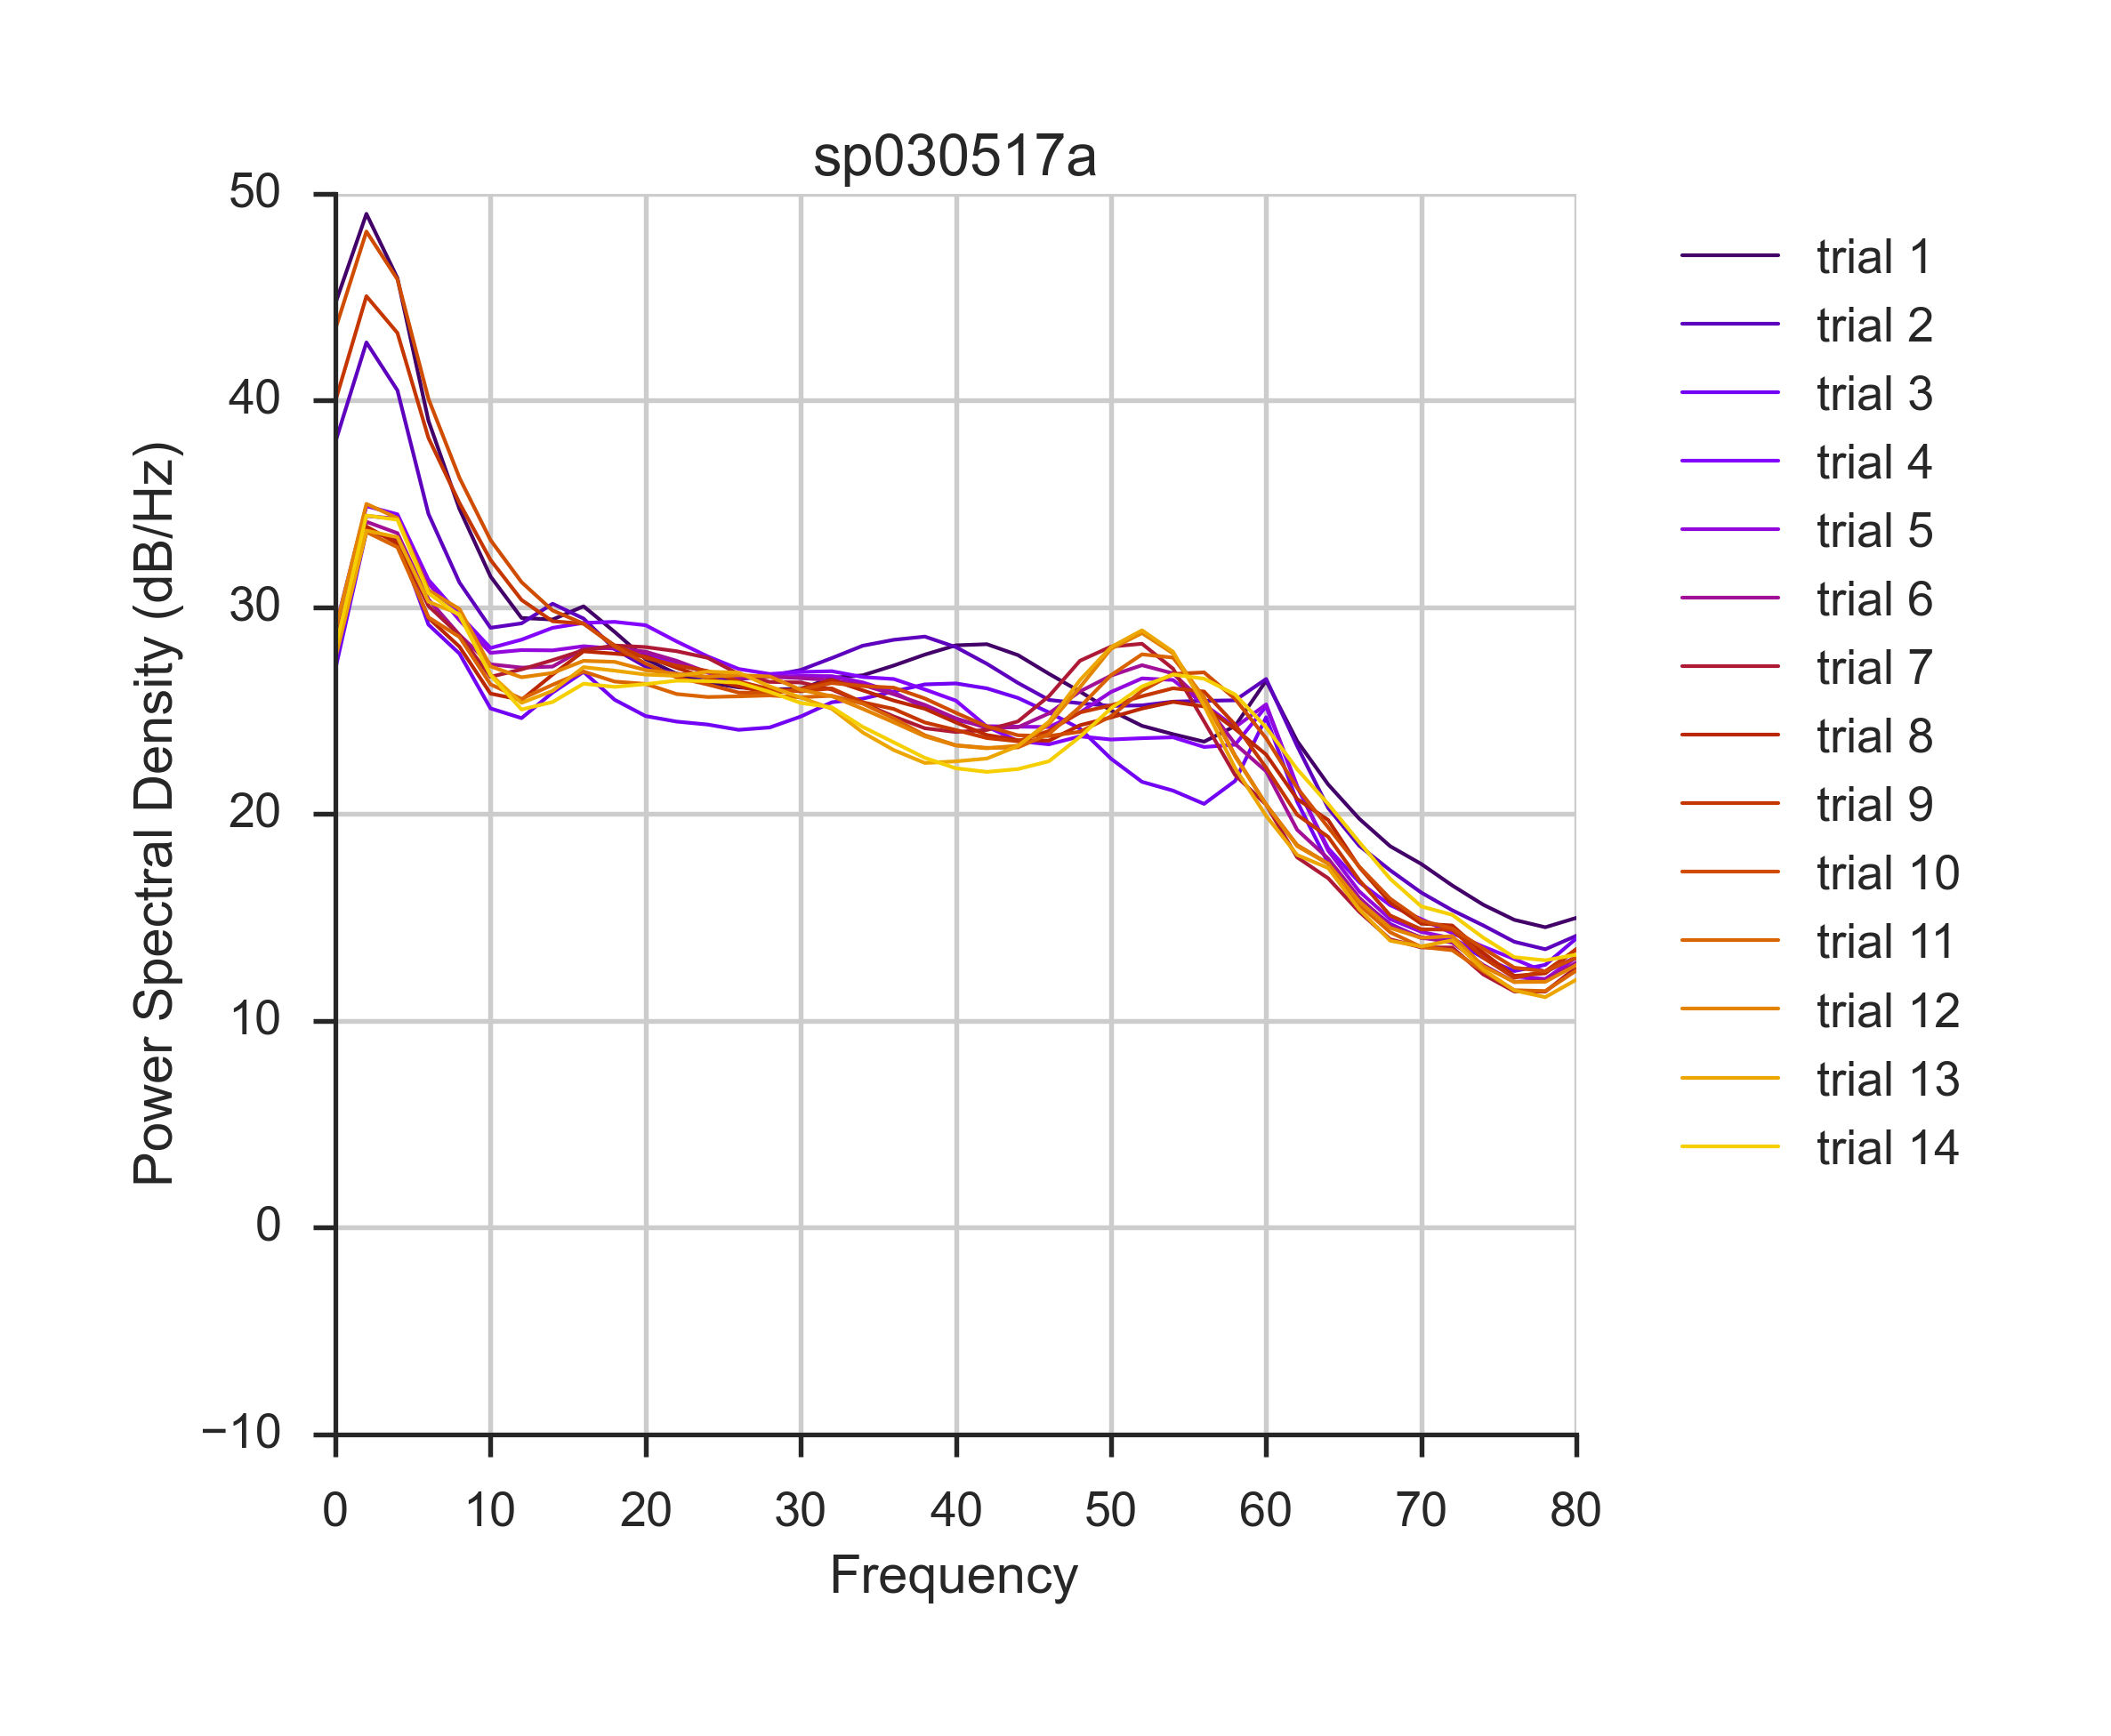 sp030517a
50
40
30
20
10
0
−10
Power Spectral Density (dB/Hz)
0 10 20 30 40 50 60 70 80
Frequency
trial 1
trial 2
trial 3
trial 4
trial 5
trial 6
trial 7
trial 8
trial 9
trial 10
trial 11
trial 12
trial 13
trial 14